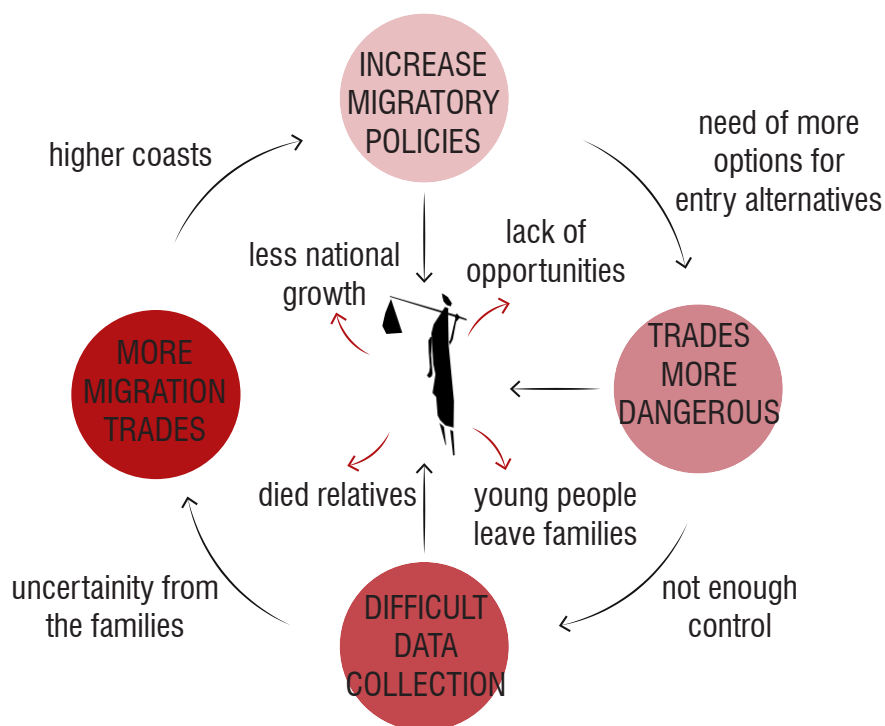 INCREASE
MIGRATORY
POLICIES
higher coasts
need of more
options for
entry alternatives
less national
growth
lack of
opportunities
MORE
MIGRATION
TRADES
TRADES
MORE
DANGEROUS
died relatives
young people
leave families
uncertainity from
the families
DIFFICULT
DATA
COLLECTION
not enough
control